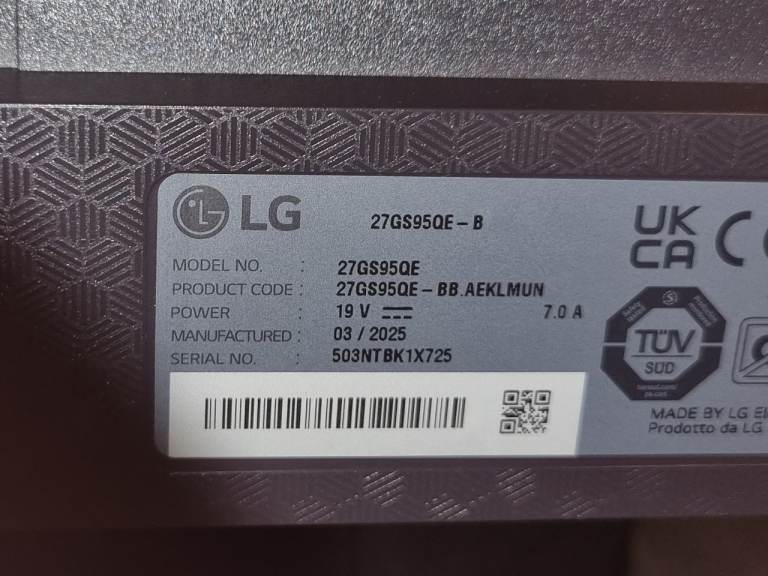 LG
27GS95QE – B
MODEL NO. : 27GS95QE
PRODUCT CODE : 27GS95QE – BB.AEKLMUN
POWER : 19 V 7.0 A
MANUFACTURED : 03 / 2025
SERIAL NO. : 503NTBK1X725
UK
CA
TÜV
SÜD
MADE BY LG El
Prodotto da LG